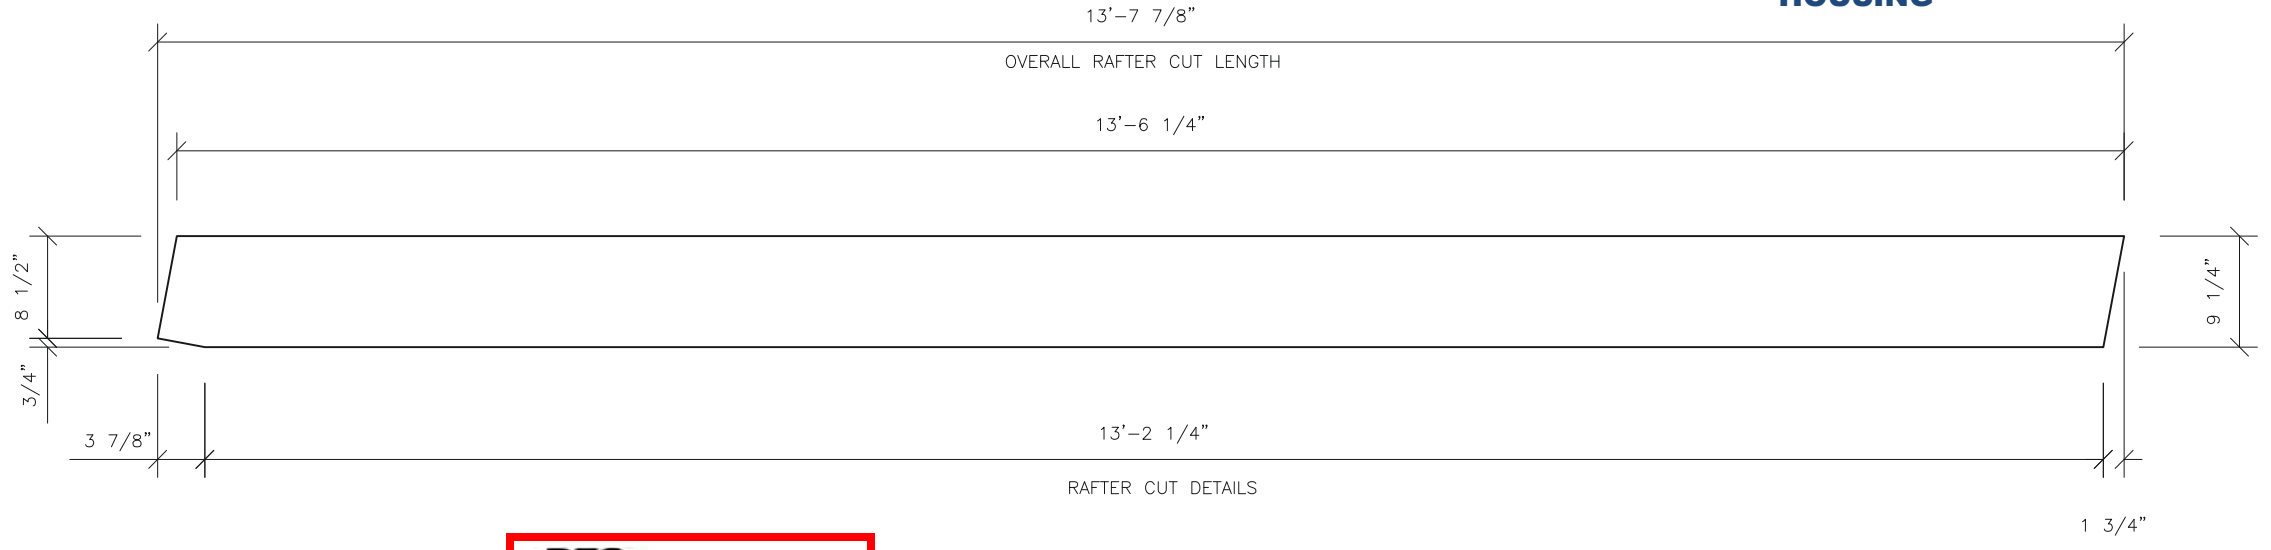 HOUSING
13'-7 7/8"
OVERALL RAFTER CUT LENGTH
13'-6 1/4"
8 1/2"
9 1/4"
3/4"
3 7/8"
13'-2 1/4"
RAFTER CUT DETAILS
1 3/4"